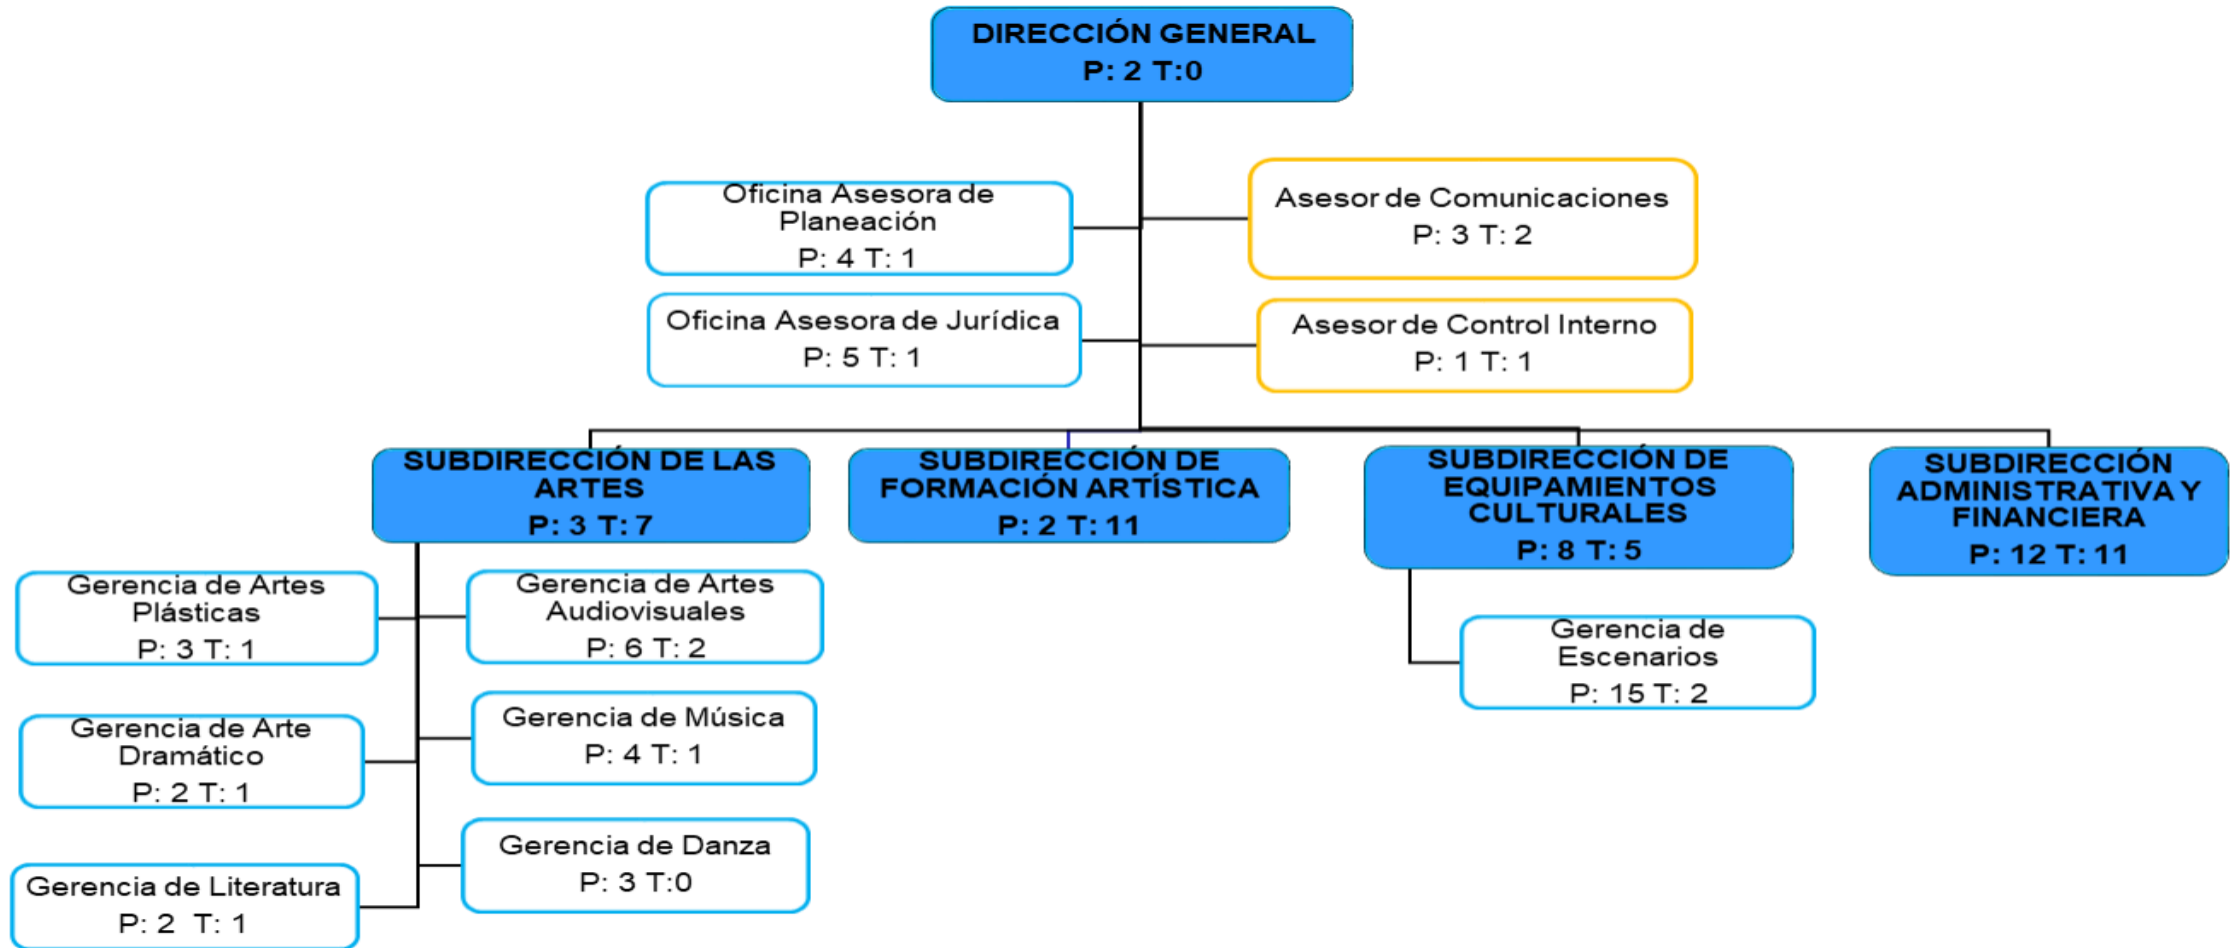 DIRECCIÓN GENERAL
P: 2 T:0
Oficina Asesora de
Planeación
P: 4 T: 1
Asesor de Comunicaciones
P: 3 T: 2
Oficina Asesora de Jurídica
P: 5 T: 1
Asesor de Control Interno
P: 1 T: 1
SUBDIRECCIÓN DE LAS
ARTES
P: 3 T: 7
SUBDIRECCIÓN DE
FORMACIÓN ARTÍSTICA
P: 2 T: 11
SUBDIRECCIÓN DE
EQUIPAMIENTOS
CULTURALES
P: 8 T: 5
SUBDIRECCIÓN
ADMINISTRATIVA Y
FINANCIERA
P: 12 T: 11
Gerencia de Artes
Plásticas
P: 3 T: 1
Gerencia de Artes
Audiovisuales
P: 6 T: 2
Gerencia de
Escenarios
P: 15 T: 2
Gerencia de Arte
Dramático
P: 2 T: 1
Gerencia de Música
P: 4 T: 1
Gerencia de Literatura
P: 2 T: 1
Gerencia de Danza
P: 3 T:0